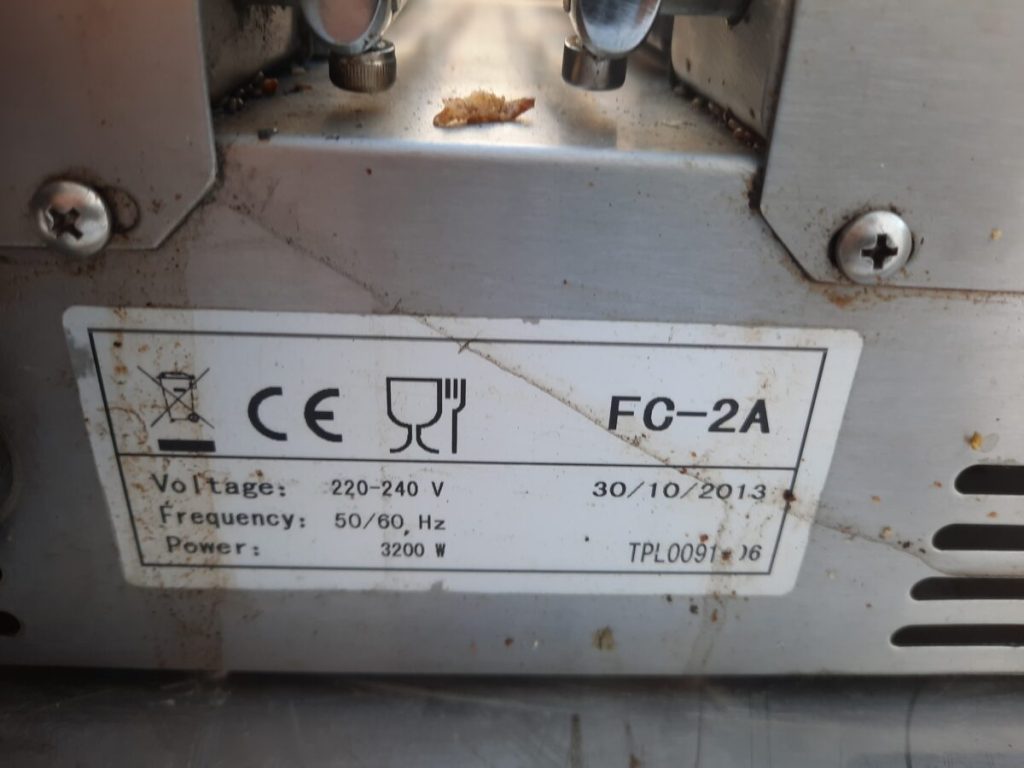 CE FC-2A
Voltage: 220-240 V 30/10/2013
Frequency: 50/60 Hz
Power: 3200 W